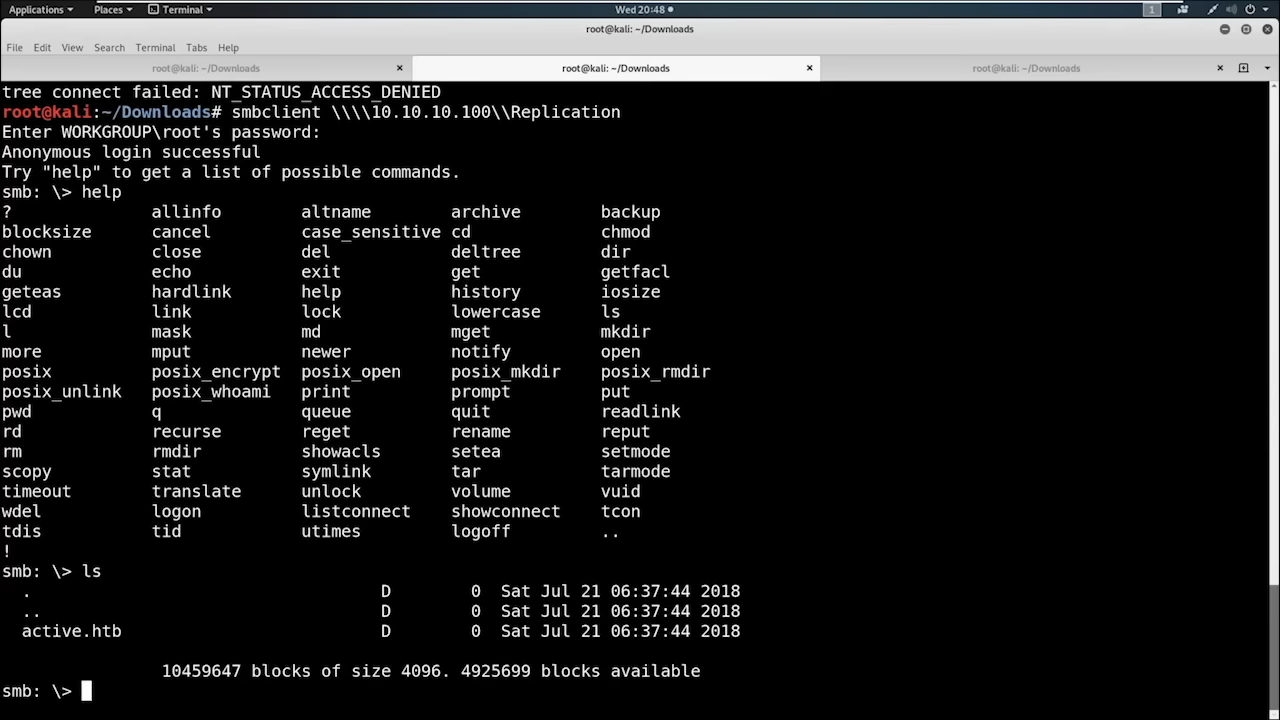 Applications Places Terminal Wed 20:48 1
root@kali: ~/Downloads
File Edit View Search Terminal Tabs Help
root@kali: ~/Downloads root@kali: ~/Downloads root@kali: ~/Downloads
tree connect failed: NT_STATUS_ACCESS_DENIED
root@kali:~/Downloads# smbclient \\\\10.10.10.100\\Replication
Enter WORKGROUP\root's password:
Anonymous login successful
Try "help" to get a list of possible commands.
smb: \> help
? allinfo altname archive backup
blocksize cancel case_sensitive cd chmod
chown close del deltree dir
du echo exit get getfacl
geteas hardlink help history iosize
lcd link lock lowercase ls
l mask md mget mkdir
more mput newer notify open
posix posix_encrypt posix_open posix_mkdir posix_rmdir
posix_unlink posix_whoami print prompt put
pwd q queue quit readlink
rd recurse reget rename reput
rm rmdir showacls setea setmode
scopy stat symlink tar tarmode
timeout translate unlock volume vuid
wdel logon listconnect showconnect tcon
tdis tid utimes logoff ..
!
smb: \> ls
. D 0 Sat Jul 21 06:37:44 2018
.. D 0 Sat Jul 21 06:37:44 2018
active.htb D 0 Sat Jul 21 06:37:44 2018
10459647 blocks of size 4096. 4925699 blocks available
smb: \>